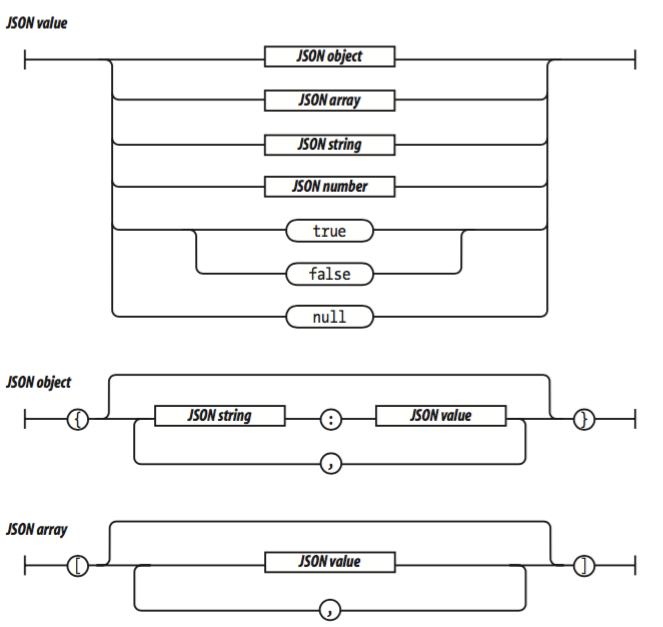 JSON value
JSON object
JSON array
JSON string
JSON number
true
false
null
JSON object
{ JSON string : JSON value }
,
JSON array
[ JSON value ]
,